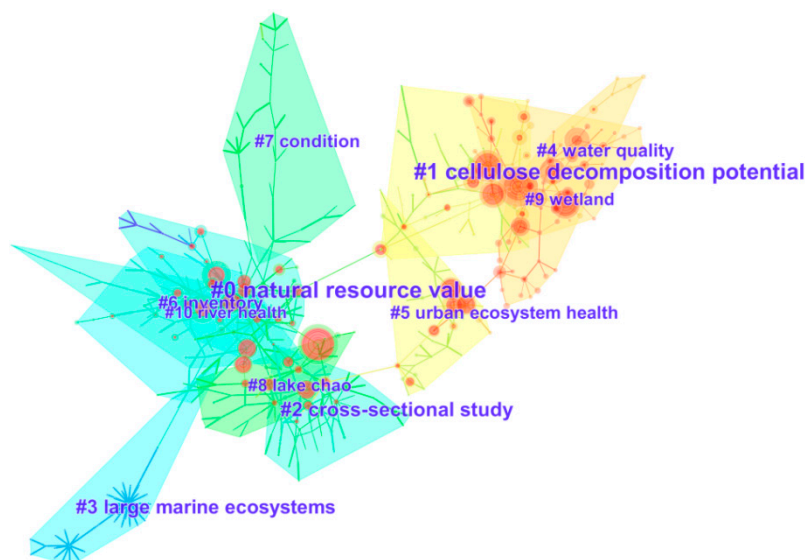 #7 condition
#4 water quality
#1 cellulose decomposition potential
#9 wetland
#0 natural resource value
#6 inventory
#10 river health
#5 urban ecosystem health
#8 lake chao
#2 cross-sectional study
#3 large marine ecosystems